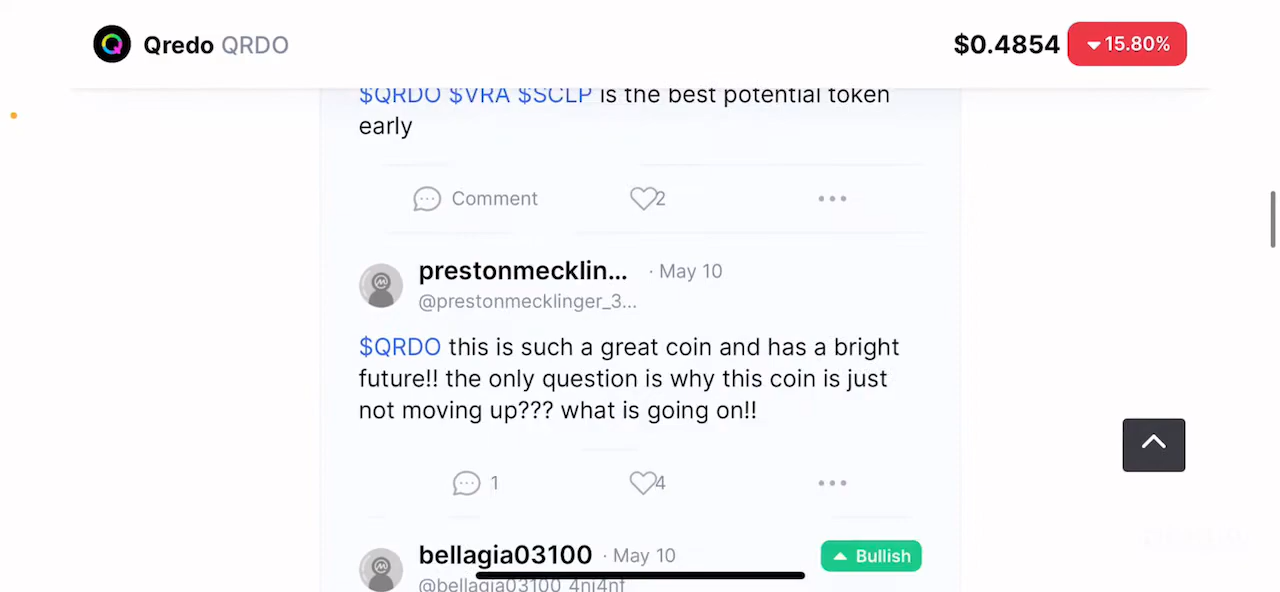 Qredo QRDO
$0.4854 15.80%
$QRDO $VRA $SCLP is the best potential token
early
Comment 2
prestonmecklin... · May 10
@prestonmecklinger_3...
$QRDO this is such a great coin and has a bright
future!! the only question is why this coin is just
not moving up??? what is going on!!
1 4
bellagia03100 · May 10 Bullish
@bellagia03100_4ni4nf